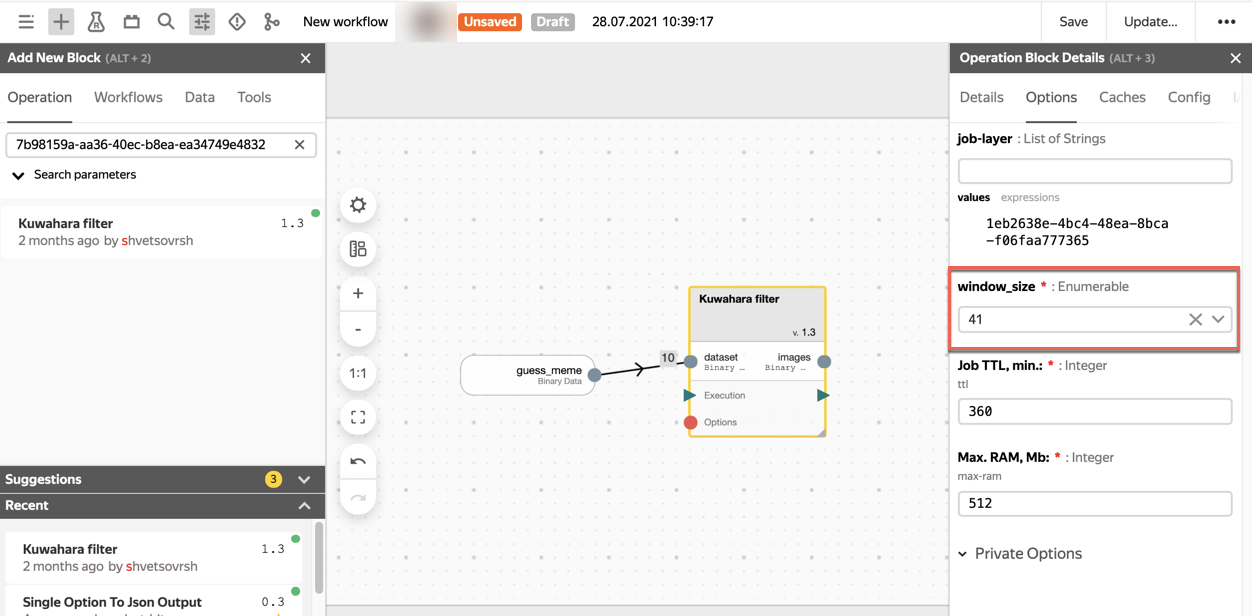 New workflow Unsaved Draft 28.07.2021 10:39:17 Save Update...
Add New Block (ALT + 2)
Operation Workflows Data Tools
7b98159a-aa36-40ec-b8ea-ea34749e4832
Search parameters
Kuwahara filter 1.3
2 months ago by shvetsovrsh
Suggestions 3
Recent
Kuwahara filter 1.3
2 months ago by shvetsovrsh
Single Option To Json Output 0.3
+
-
1:1
guess_meme
Binary Data
10
Kuwahara filter
v. 1.3
dataset images
Binary … Binary …
Execution
Options
Operation Block Details (ALT + 3)
Details Options Caches Config
job-layer : List of Strings
values expressions
1eb2638e-4bc4-48ea-8bca
-f06faa777365
window_size * : Enumerable
41
Job TTL, min.: * : Integer
ttl
360
Max. RAM, Mb: * : Integer
max-ram
512
Private Options